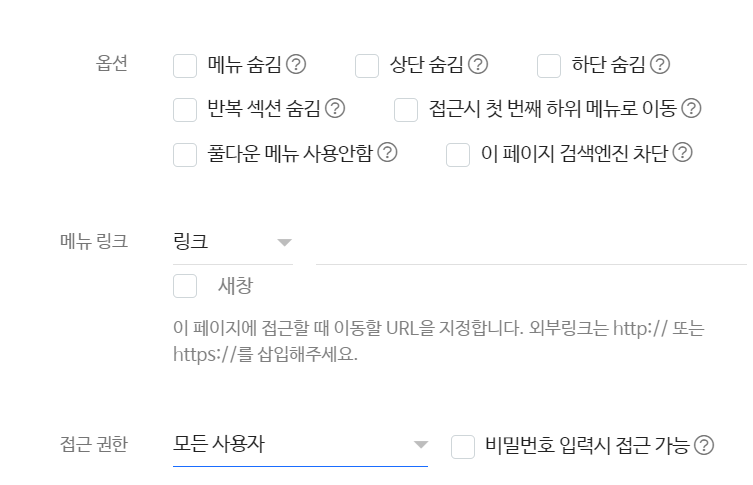 옵션 메뉴 숨김 ? 상단 숨김 ? 하단 숨김 ?
반복 섹션 숨김 ? 접근시 첫 번째 하위 메뉴로 이동 ?
풀다운 메뉴 사용안함 ? 이 페이지 검색엔진 차단 ?
메뉴 링크 링크
새창
이 페이지에 접근할 때 이동할 URL을 지정합니다. 외부링크는 http:// 또는
https://를 삽입해주세요.
접근 권한 모든 사용자 비밀번호 입력시 접근 가능 ?